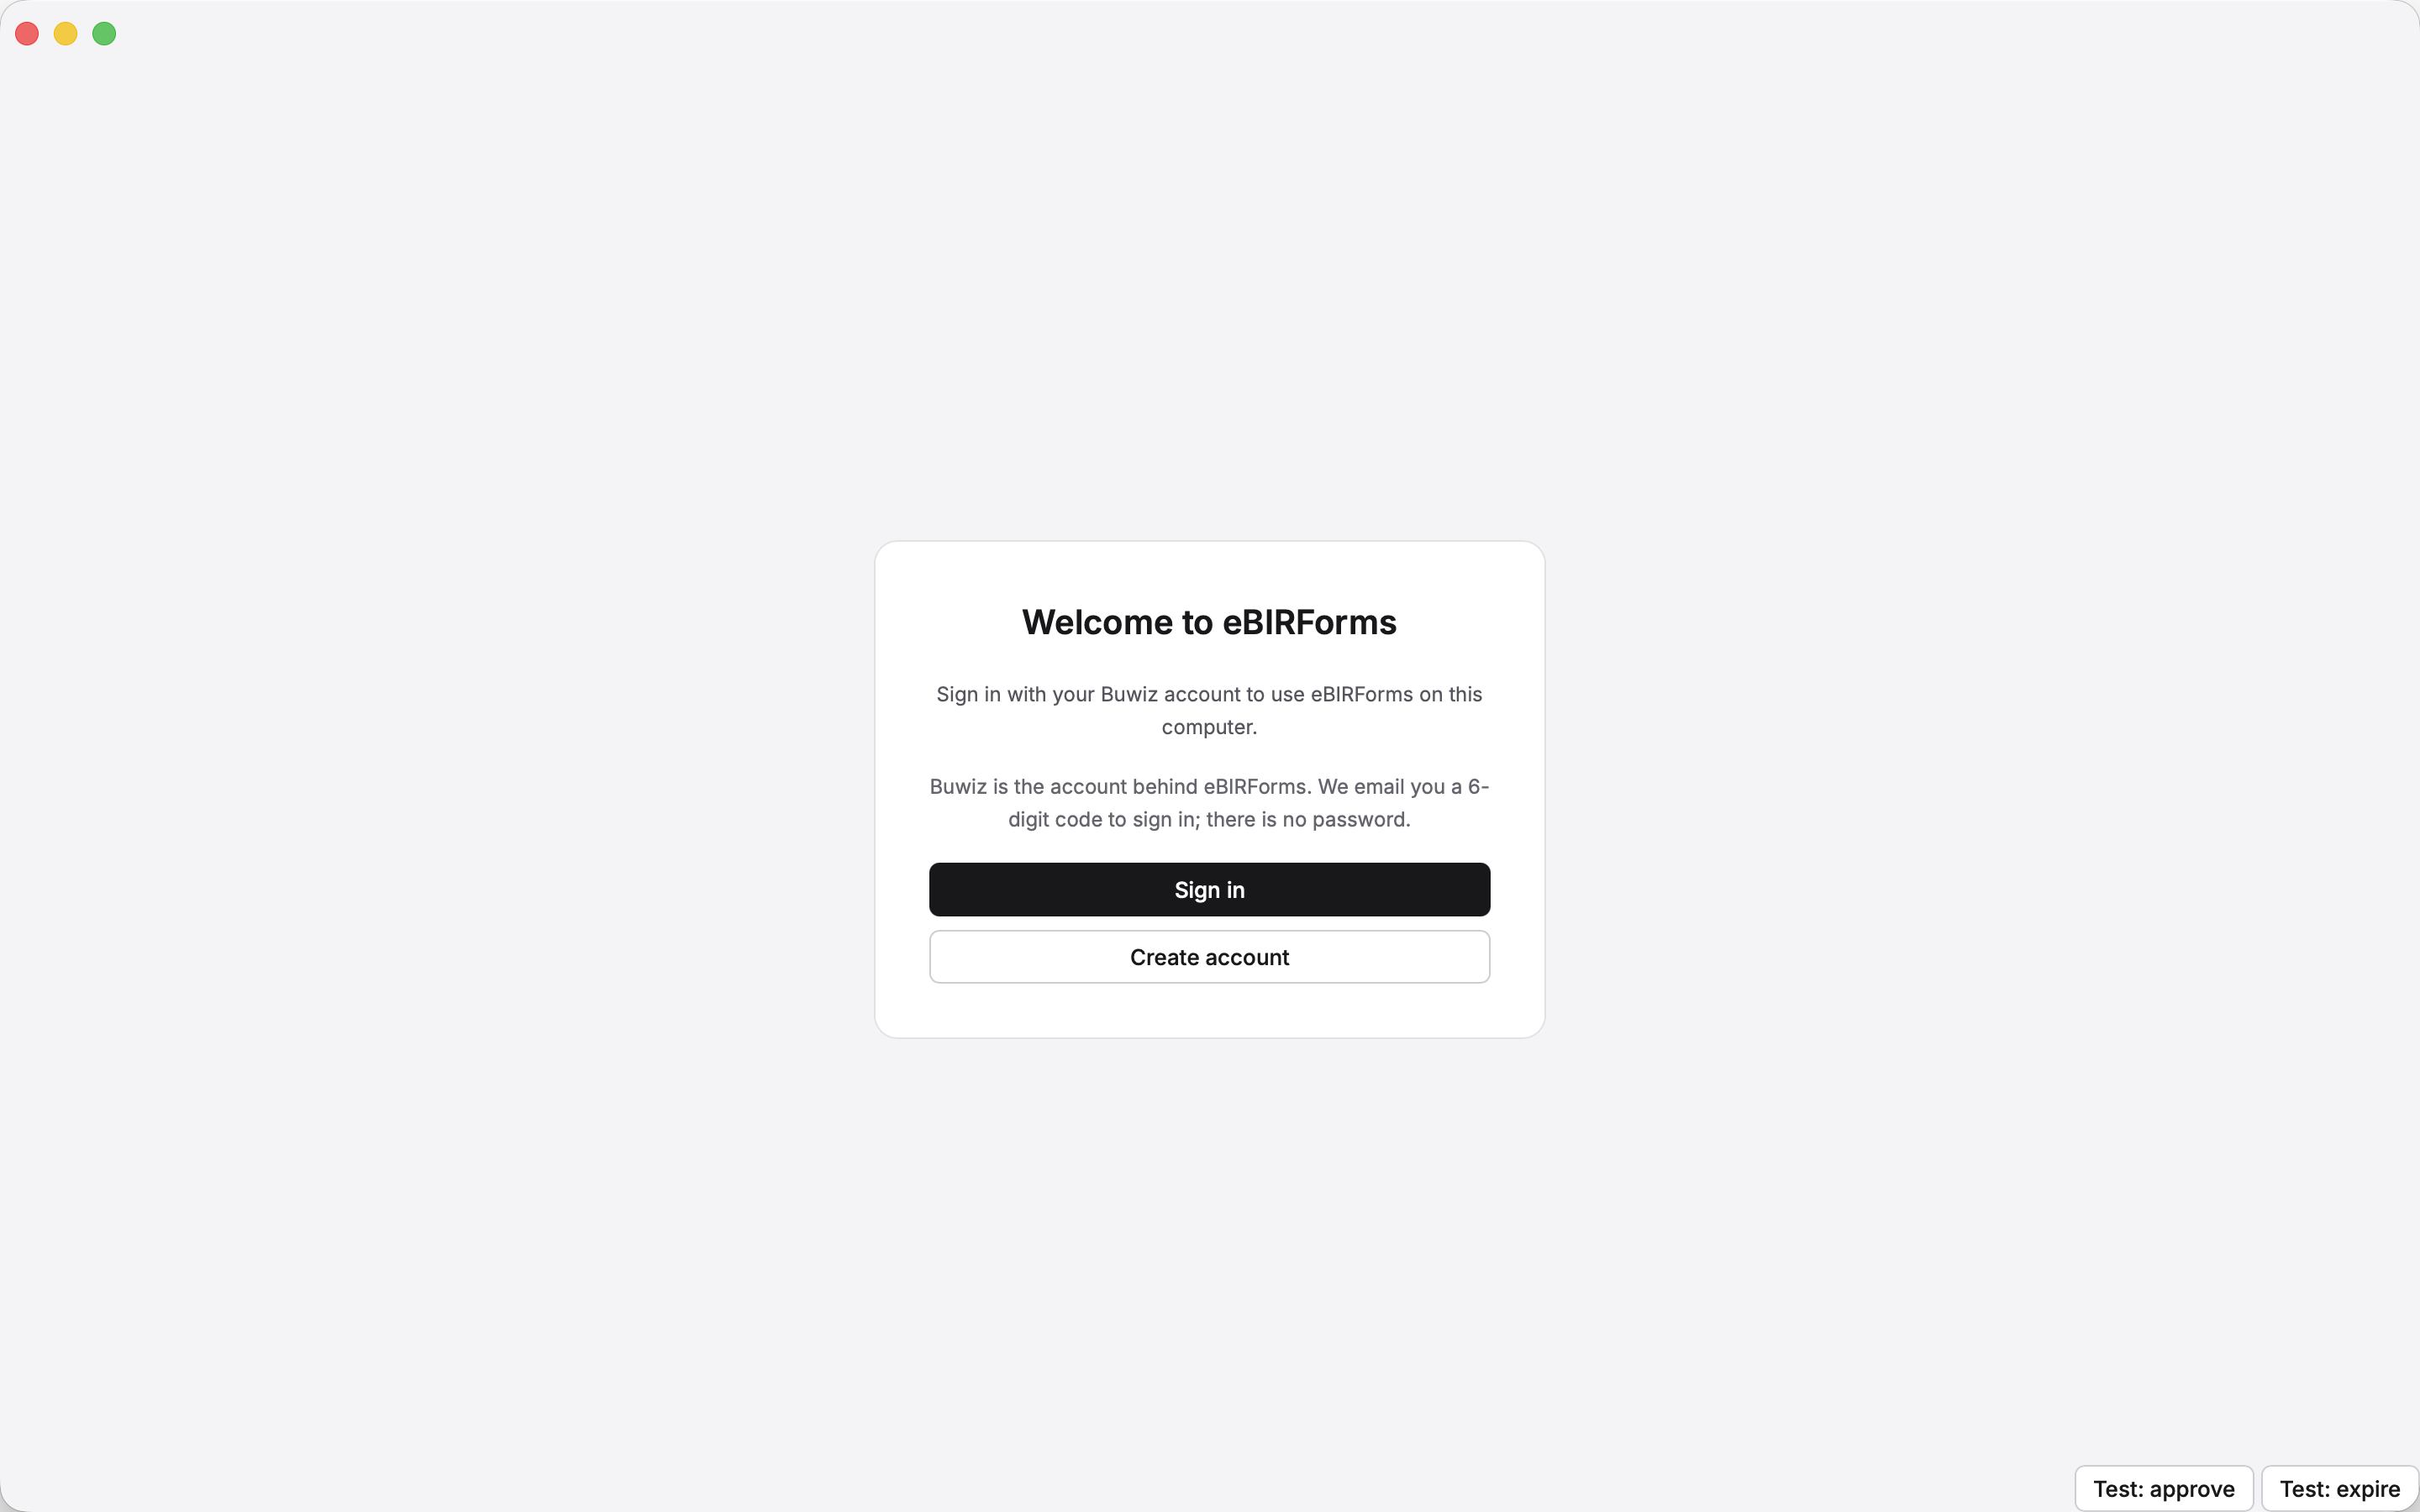 Welcome to eBIRForms
Sign in with your Buwiz account to use eBIRForms on this
computer.
Buwiz is the account behind eBIRForms. We email you a 6-
digit code to sign in; there is no password.
Sign in
Create account
Test: approve
Test: expire